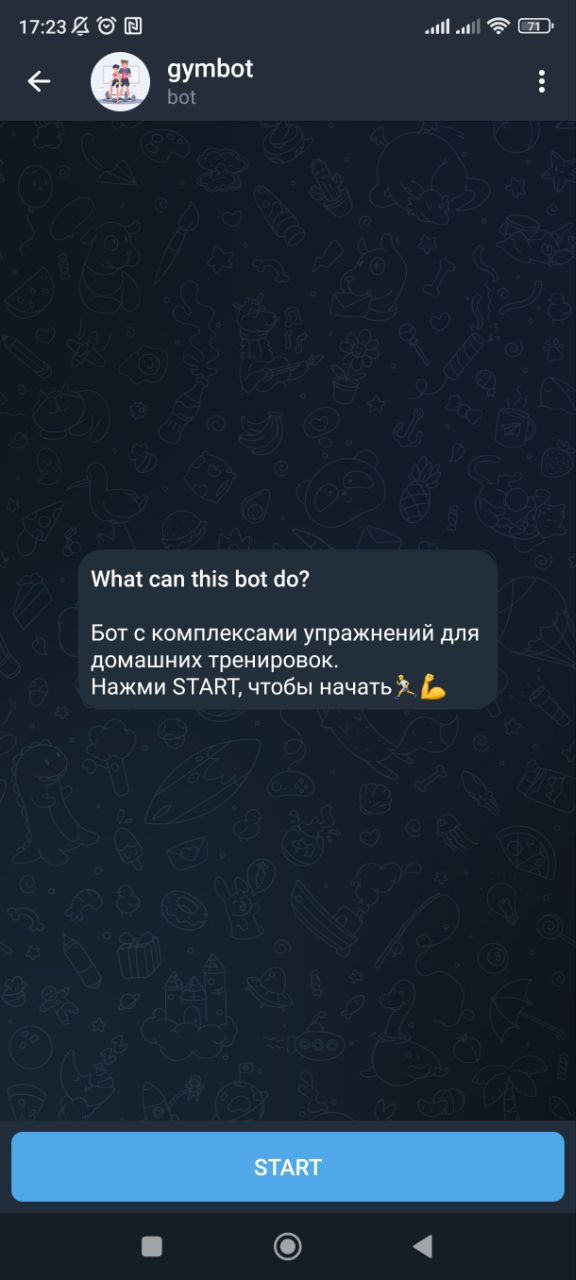 17:23
71
gymbot
bot
What can this bot do?
Бот с комплексами упражнений для
домашних тренировок.
Нажми START, чтобы начать🏃💪
START